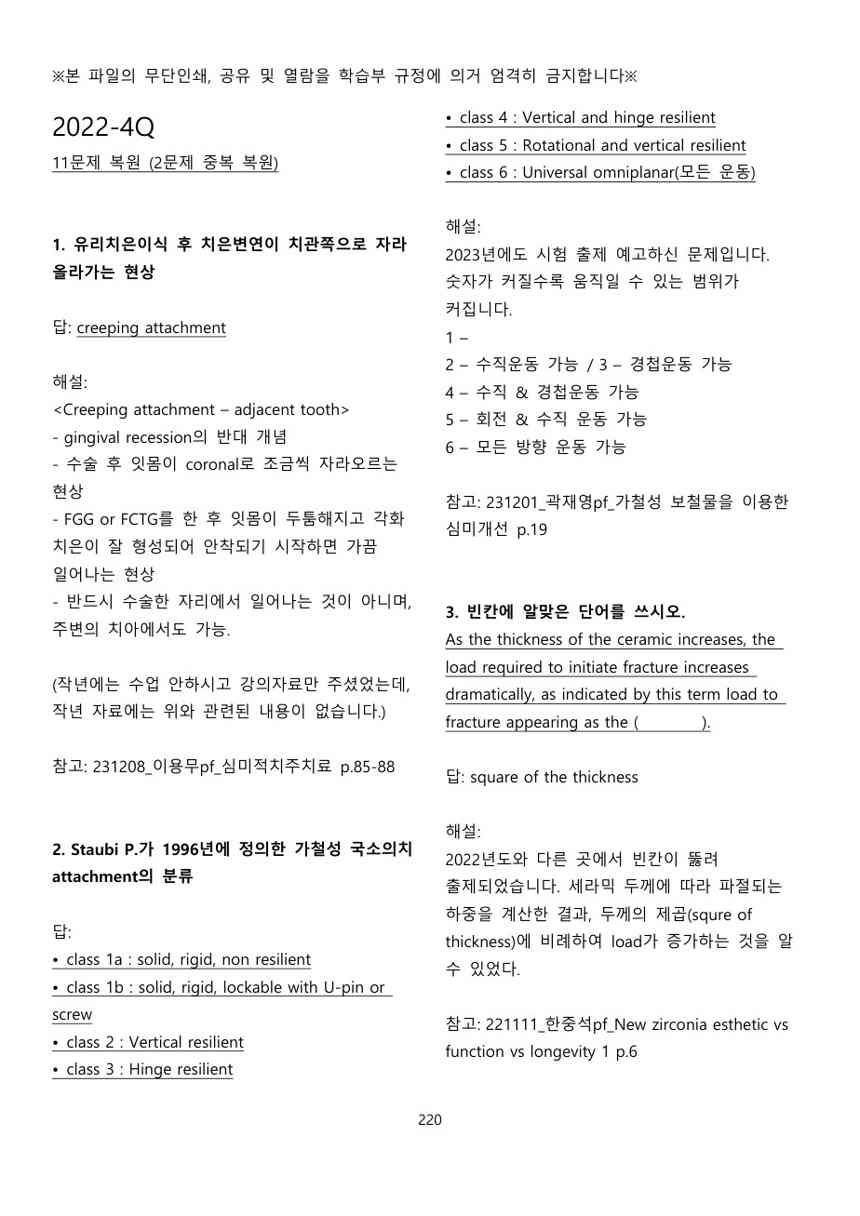 ※본 파일의 무단인쇄, 공유 및 열람을 학습부 규정에 의거 엄격히 금지합니다※
2022-4Q
11문제 복원 (2문제 중복 복원)
1. 유리치은이식 후 치은변연이 치관쪽으로 자라
올라가는 현상
답: creeping attachment
해설:
<Creeping attachment – adjacent tooth>
- gingival recession의 반대 개념
- 수술 후 잇몸이 coronal로 조금씩 자라오르는
현상
- FGG or FCTG를 한 후 잇몸이 두툼해지고 각화
치은이 잘 형성되어 안착되기 시작하면 가끔
일어나는 현상
- 반드시 수술한 자리에서 일어나는 것이 아니며,
주변의 치아에서도 가능.
(작년에는 수업 안하시고 강의자료만 주셨었는데,
작년 자료에는 위와 관련된 내용이 없습니다.)
참고: 231208_이용무pf_심미적치주치료 p.85-88
2. Staubi P.가 1996년에 정의한 가철성 국소의치
attachment의 분류
답:
• class 1a : solid, rigid, non resilient
• class 1b : solid, rigid, lockable with U-pin or
screw
• class 2 : Vertical resilient
• class 3 : Hinge resilient
• class 4 : Vertical and hinge resilient
• class 5 : Rotational and vertical resilient
• class 6 : Universal omniplanar(모든 운동)
해설:
2023년에도 시험 출제 예고하신 문제입니다.
숫자가 커질수록 움직일 수 있는 범위가
커집니다.
1 –
2 – 수직운동 가능 / 3 – 경첩운동 가능
4 – 수직 & 경첩운동 가능
5 – 회전 & 수직 운동 가능
6 – 모든 방향 운동 가능
참고: 231201_곽재영pf_가철성 보철물을 이용한
심미개선 p.19
3. 빈칸에 알맞은 단어를 쓰시오.
As the thickness of the ceramic increases, the
load required to initiate fracture increases
dramatically, as indicated by this term load to
fracture appearing as the (          ).
답: square of the thickness
해설:
2022년도와 다른 곳에서 빈칸이 뚫려
출제되었습니다. 세라믹 두께에 따라 파절되는
하중을 계산한 결과, 두께의 제곱(squre of
thickness)에 비례하여 load가 증가하는 것을 알
수 있었다.
참고: 221111_한중석pf_New zirconia esthetic vs
function vs longevity 1 p.6
220